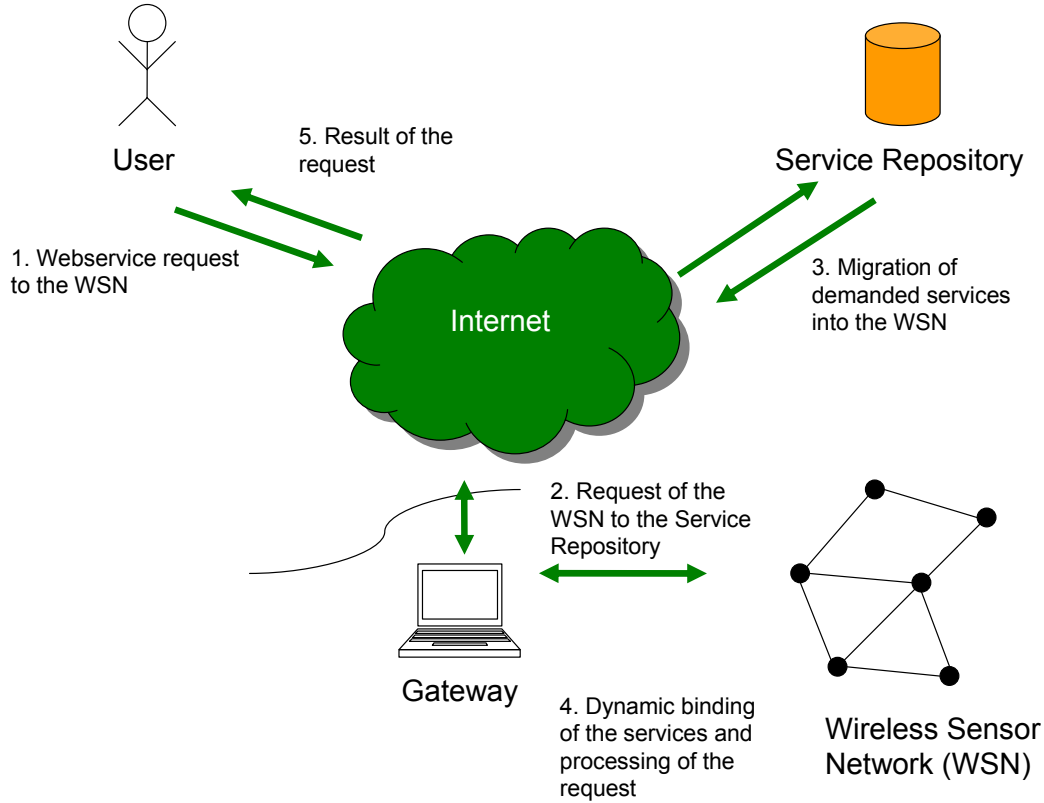 User
5. Result of the
request
Service Repository
1. Webservice request
to the WSN
3. Migration of
demanded services
into the WSN
Internet
2. Request of the
WSN to the Service
Repository
Gateway
4. Dynamic binding
of the services and
processing of the
request
Wireless Sensor
Network (WSN)